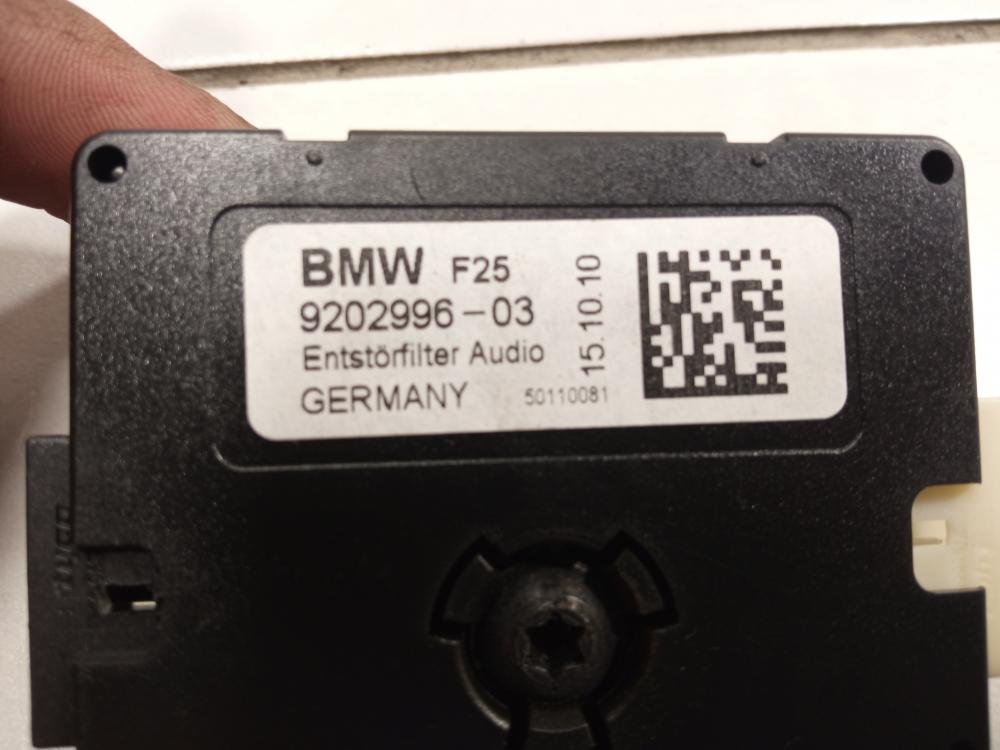 BMW F25
9202996-03
Entstörfilter Audio
GERMANY 50110081
15.10.10